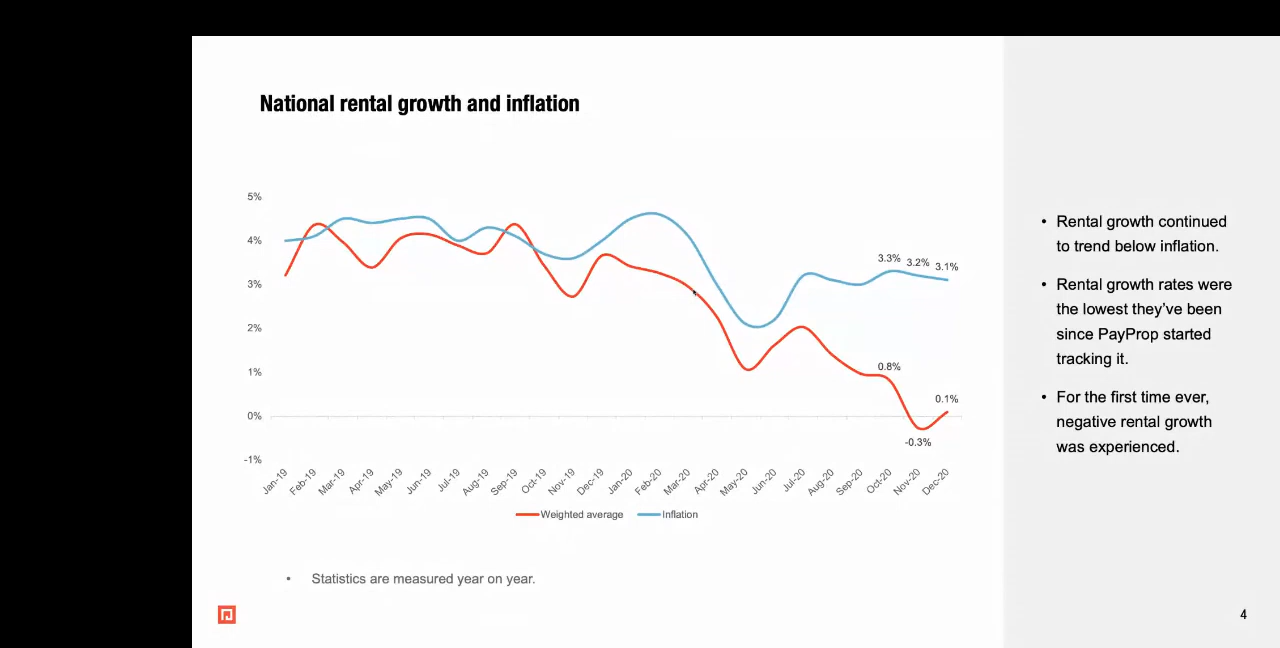 National rental growth and inflation
5%
4%
3%
2%
1%
0%
-1%
3.3%
3.2%
3.1%
0.8%
0.1%
-0.3%
Jan-19
Feb-19
Mar-19
Apr-19
May-19
Jun-19
Jul-19
Aug-19
Sep-19
Oct-19
Nov-19
Dec-19
Jan-20
Feb-20
Mar-20
Apr-20
May-20
Jun-20
Jul-20
Aug-20
Sep-20
Oct-20
Nov-20
Dec-20
Weighted average
Inflation
• Statistics are measured year on year.
• Rental growth continued
to trend below inflation.
• Rental growth rates were
the lowest they’ve been
since PayProp started
tracking it.
• For the first time ever,
negative rental growth
was experienced.
4